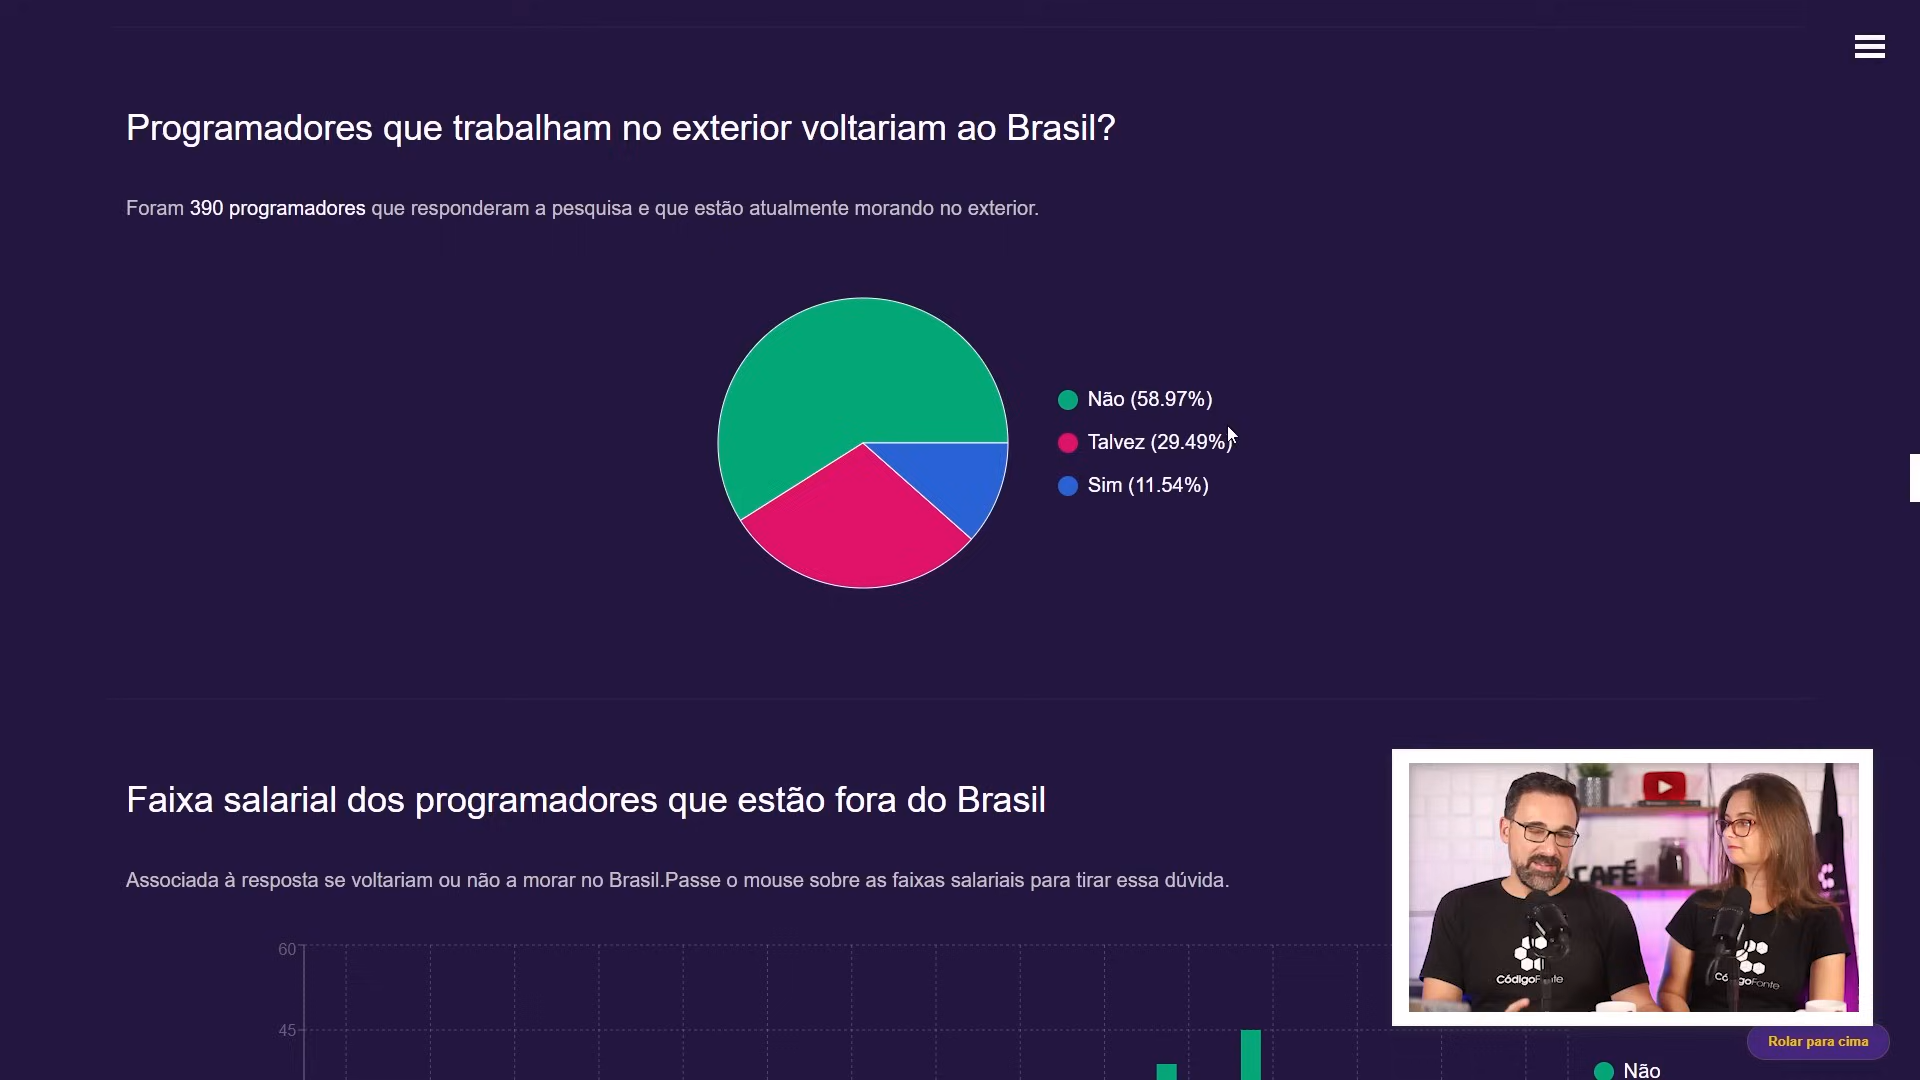 Programadores que trabalham no exterior voltariam ao Brasil?
Foram 390 programadores que responderam a pesquisa e que estão atualmente morando no exterior.
Não (58.97%)
Talvez (29.49%)
Sim (11.54%)
Faixa salarial dos programadores que estão fora do Brasil
Associada à resposta se voltariam ou não a morar no Brasil.Passe o mouse sobre as faixas salariais para tirar essa dúvida.
60
45
Não
CAFÉ
Rolar para cima